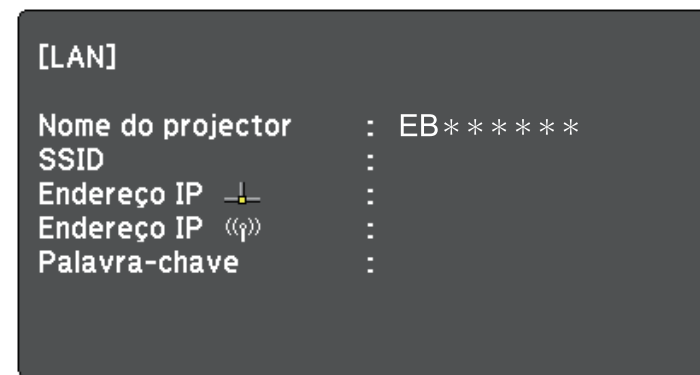 [LAN]
Nome do projector : EB******
SSID :
Endereço IP :
Endereço IP :
Palavra-chave :